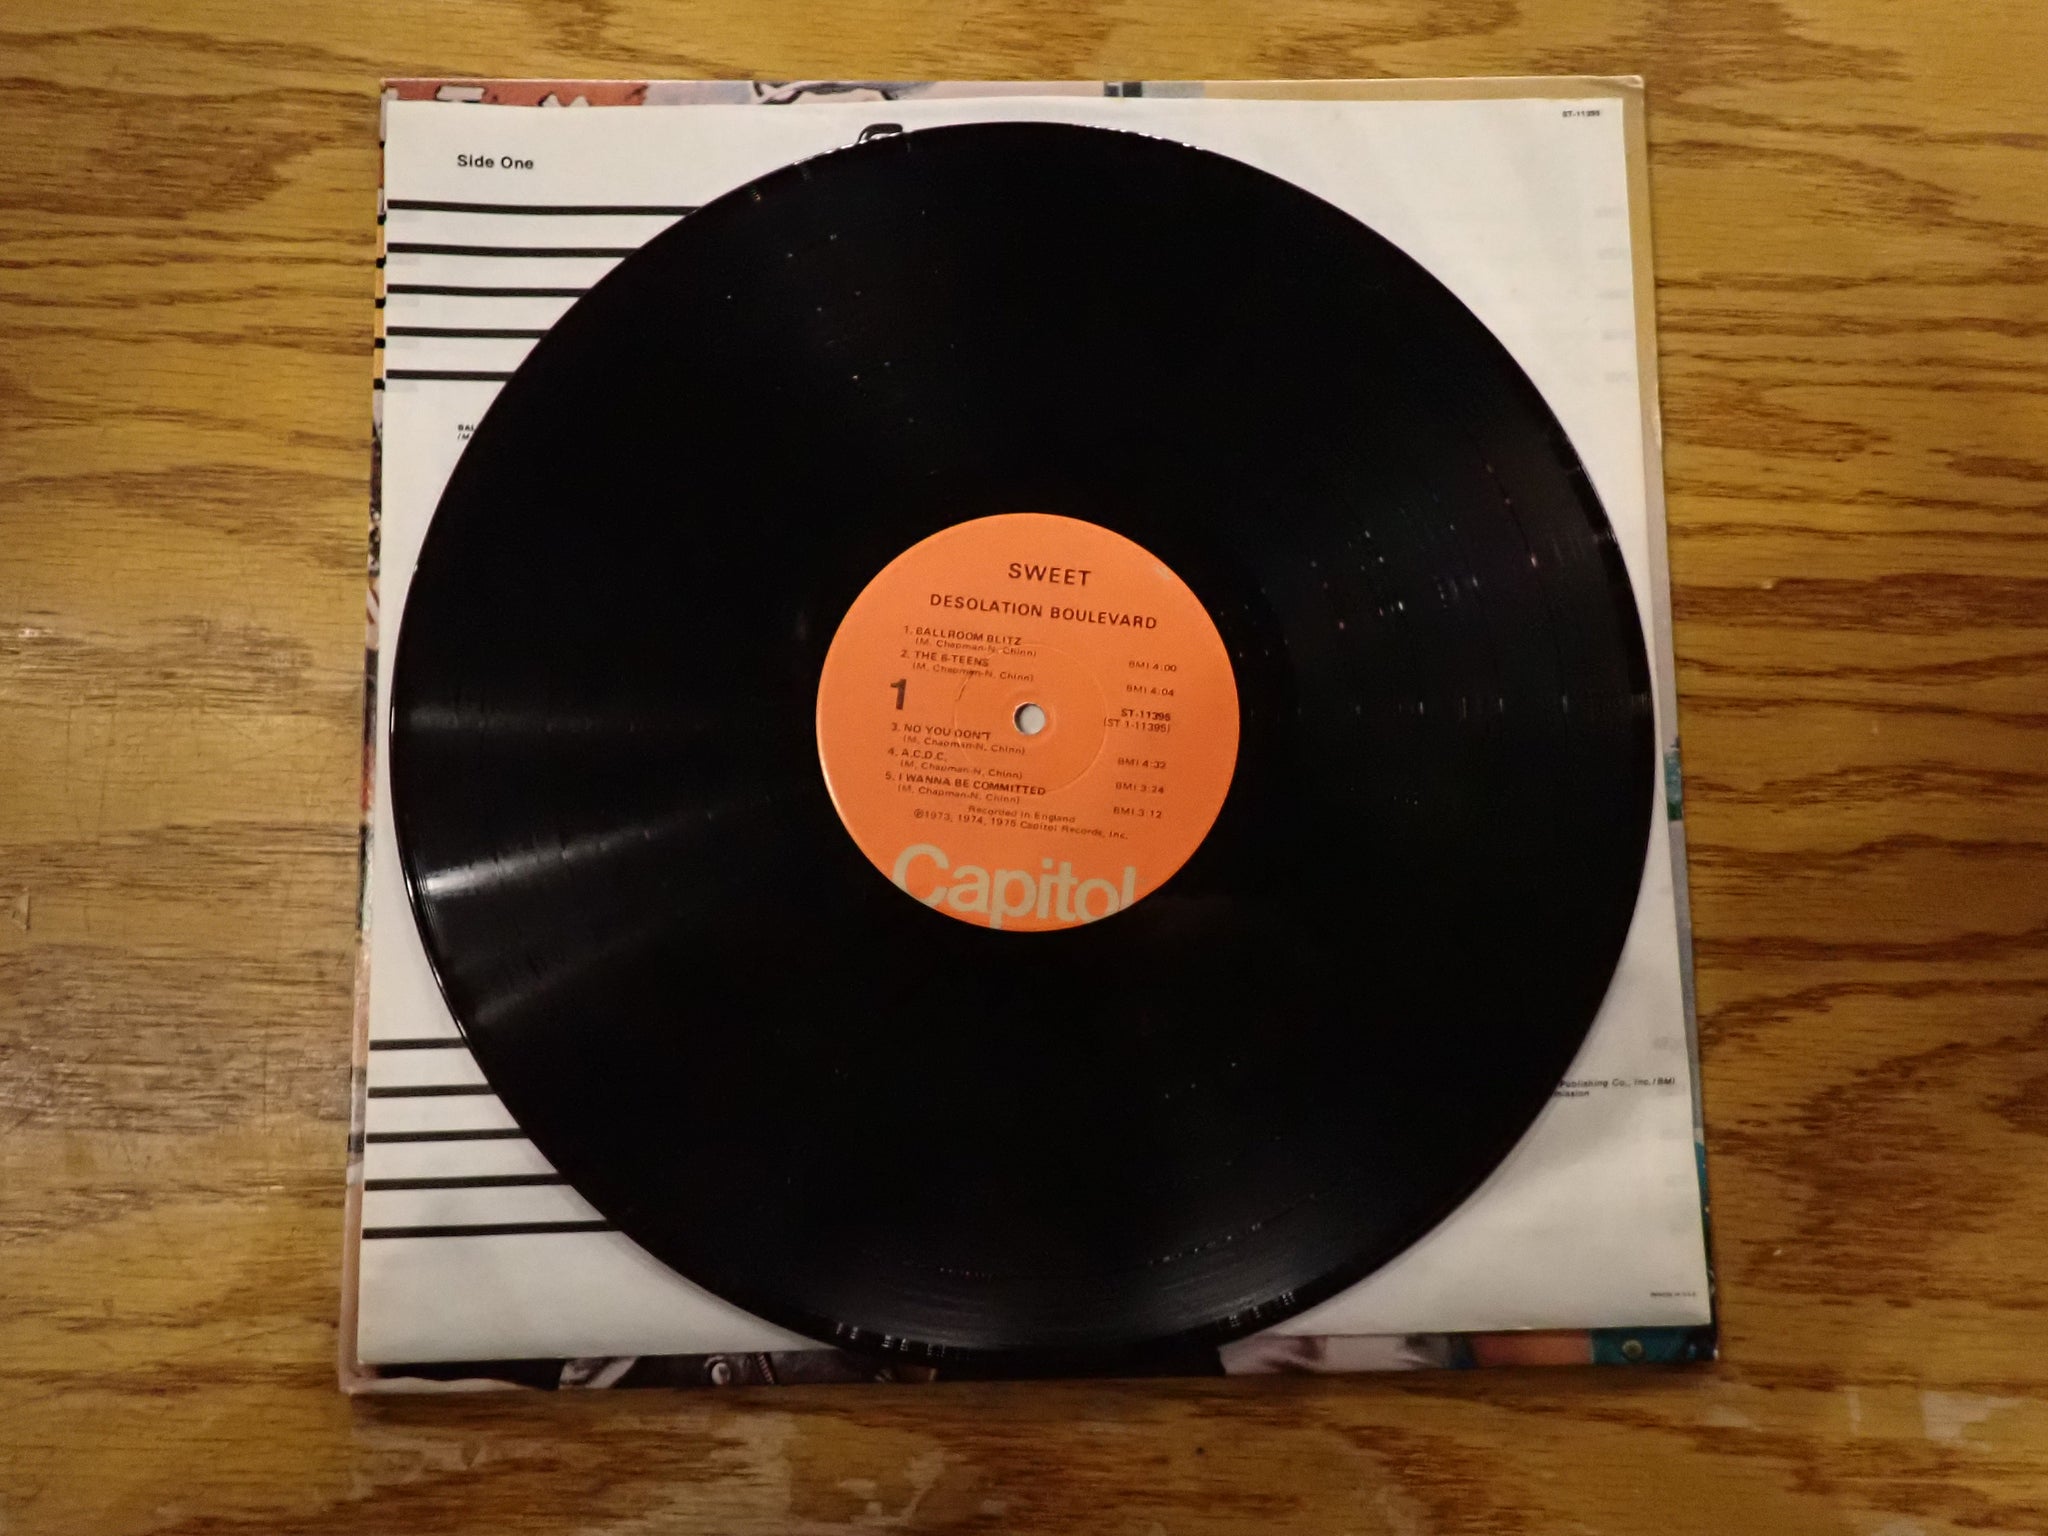 ST-11395
Side One
BAL
(M.
SWEET
DESOLATION BOULEVARD
1. BALLROOM BLITZ
(M. Chapman-N. Chinn)
BMI 4:00
2. THE 6-TEENS
(M. Chapman-N. Chinn)
BMI 4:04
1
ST-11395
(ST 1-11395)
3. NO YOU DON'T
(M. Chapman-N. Chinn)
BMI 4:32
4. A.C.D.C.
(M. Chapman-N. Chinn)
BMI 3:24
5. I WANNA BE COMMITTED
(M. Chapman-N. Chinn)
BMI 3:12
Recorded in England
℗1973, 1974, 1975 Capitol Records, Inc.
Capitol
Publishing Co., Inc./BMI
mission